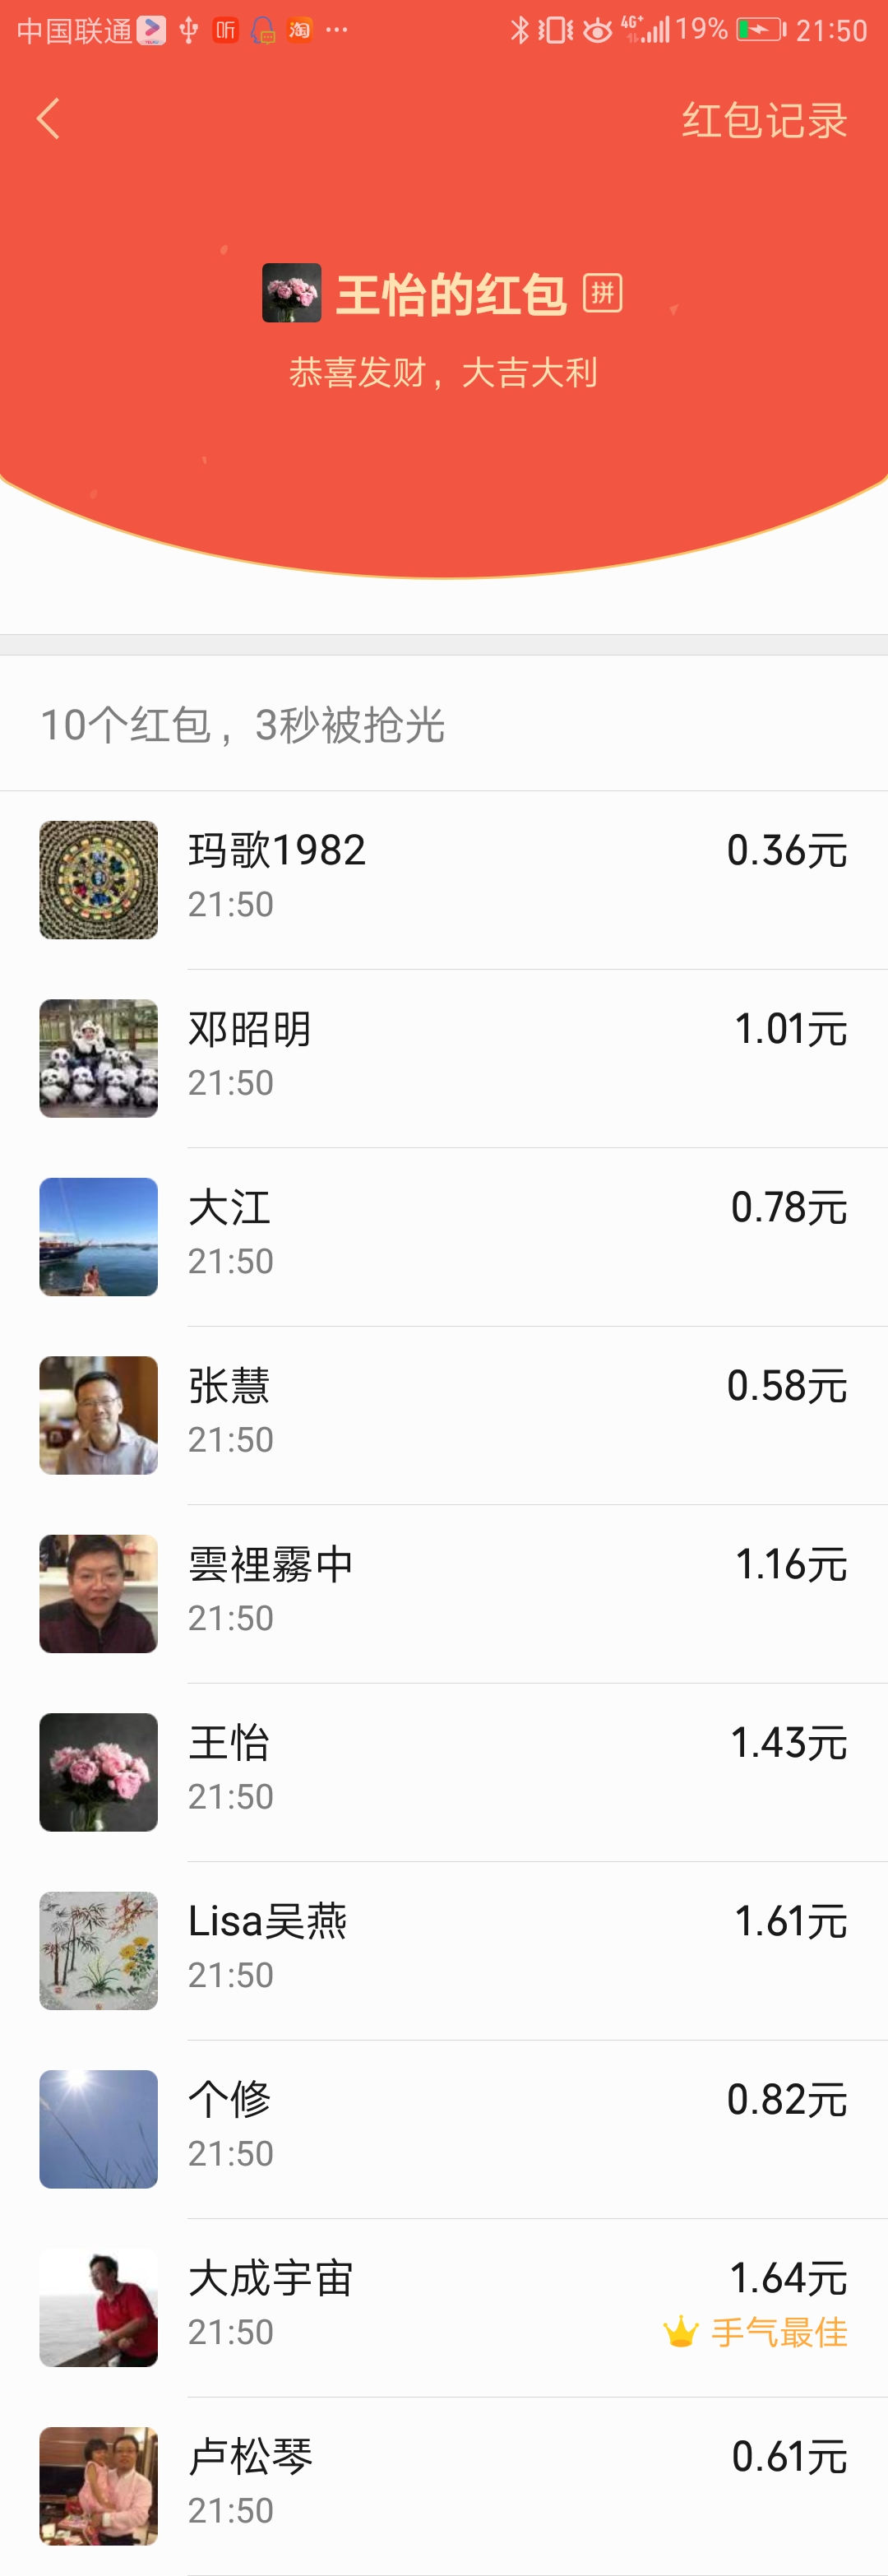 中国联通 听 淘 ... 4G+ 19% 21:50
红包记录
王怡的红包 拼
恭喜发财，大吉大利
10个红包，3秒被抢光
玛歌1982 0.36元
21:50
邓昭明 1.01元
21:50
大江 0.78元
21:50
张慧 0.58元
21:50
雲裡霧中 1.16元
21:50
王怡 1.43元
21:50
Lisa吴燕 1.61元
21:50
个修 0.82元
21:50
大成宇宙 1.64元
21:50 手气最佳
卢松琴 0.61元
21:50